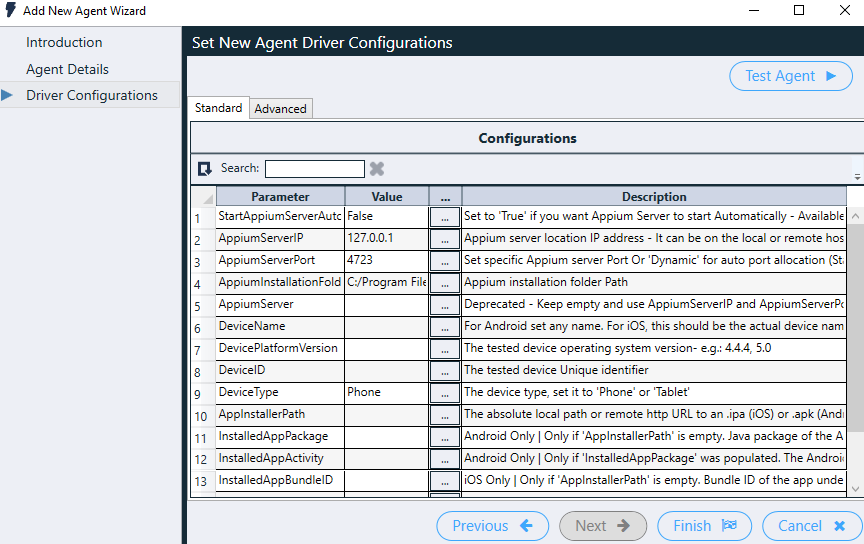 Add New Agent Wizard
Introduction
Agent Details
Driver Configurations
Set New Agent Driver Configurations
Test Agent
Standard
Advanced
Configurations
Search:
Parameter Value ... Description
1 StartAppiumServerAuto False ... Set to 'True' if you want Appium Server to start Automatically - Available
2 AppiumServerIP 127.0.0.1 ... Appium server location IP address - It can be on the local or remote hos
3 AppiumServerPort 4723 ... Set specific Appium server Port Or 'Dynamic' for auto port allocation (Sta
4 AppiumInstallationFold C:/Program File ... Appium installation folder Path
5 AppiumServer ... Deprecated - Keep empty and use AppiumServerIP and AppiumServerPo
6 DeviceName ... For Android set any name. For iOS, this should be the actual device nam
7 DevicePlatformVersion ... The tested device operating system version- e.g.: 4.4.4, 5.0
8 DeviceID ... The tested device Unique identifier
9 DeviceType Phone ... The device type, set it to 'Phone' or 'Tablet'
10 AppInstallerPath ... The absolute local path or remote http URL to an .ipa (iOS) or .apk (Andr
11 InstalledAppPackage ... Android Only | Only if 'AppInstallerPath' is empty. Java package of the A
12 InstalledAppActivity ... Android Only | Only if 'InstalledAppPackage' was populated. The Android
13 InstalledAppBundleID ... iOS Only | Only if 'AppInstallerPath' is empty. Bundle ID of the app unde
Previous
Next
Finish
Cancel